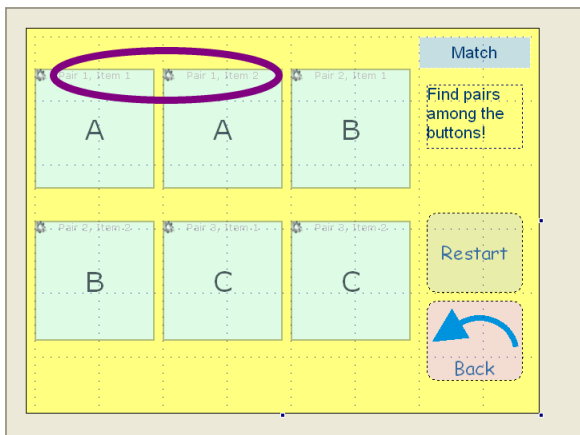 Match
Pair 1, Item 1
Pair 1, Item 2
Pair 2, Item 1
A
A
B
Find pairs
among the
buttons!
Pair 2, Item 2
Pair 3, Item 1
Pair 3, Item 2
B
C
C
Restart
Back